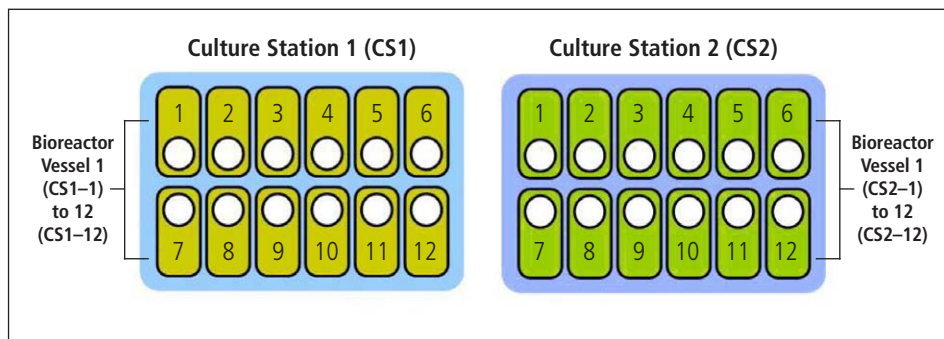 Culture Station 1 (CS1)
Culture Station 2 (CS2)
Bioreactor
Vessel 1
(CS1–1)
to 12
(CS1–12)
1 2 3 4 5 6
7 8 9 10 11 12
1 2 3 4 5 6
7 8 9 10 11 12
Bioreactor
Vessel 1
(CS2–1)
to 12
(CS2–12)